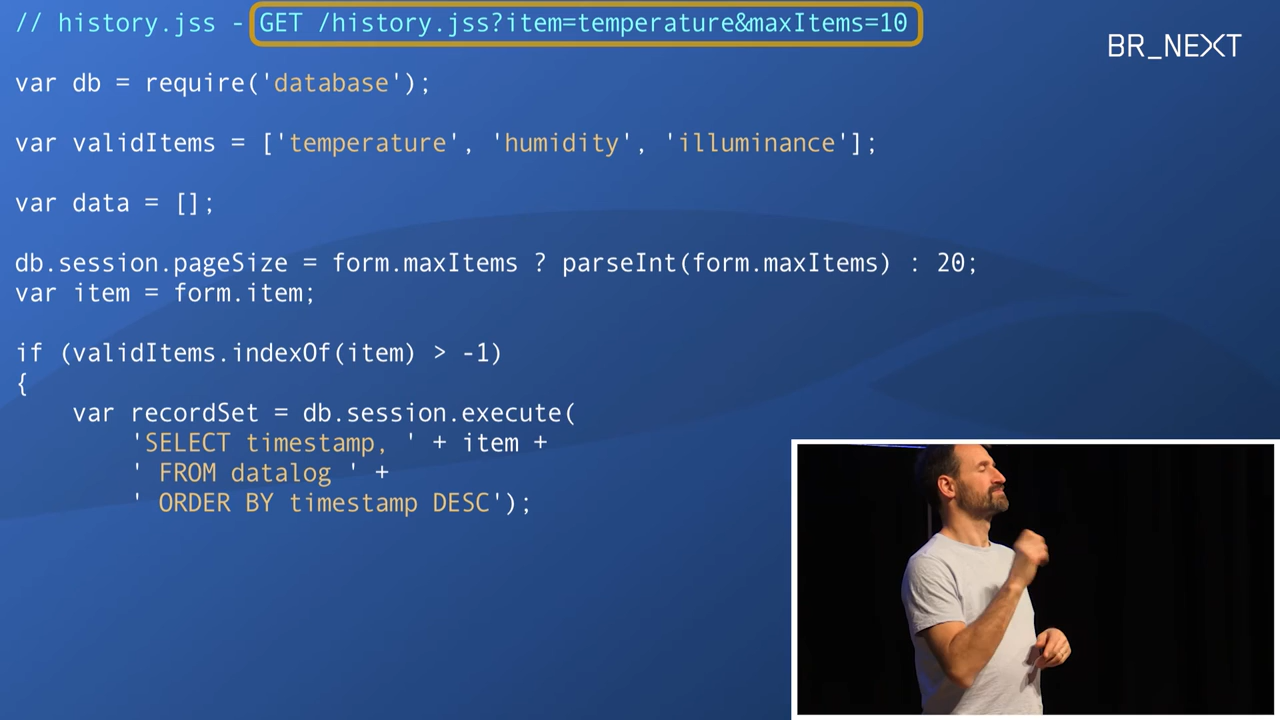 // history.jss - GET /history.jss?item=temperature&maxItems=10
BR_NEXT
var db = require('database');
var validItems = ['temperature', 'humidity', 'illuminance'];
var data = [];
db.session.pageSize = form.maxItems ? parseInt(form.maxItems) : 20;
var item = form.item;
if (validItems.indexOf(item) > -1)
{
    var recordSet = db.session.execute(
        'SELECT timestamp, ' + item +
        ' FROM datalog ' +
        ' ORDER BY timestamp DESC');